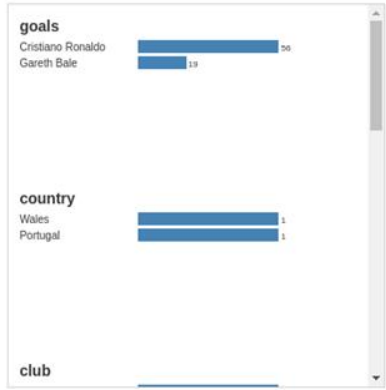 goals
Cristiano Ronaldo 56
Gareth Bale 19
country
Wales 1
Portugal 1
club